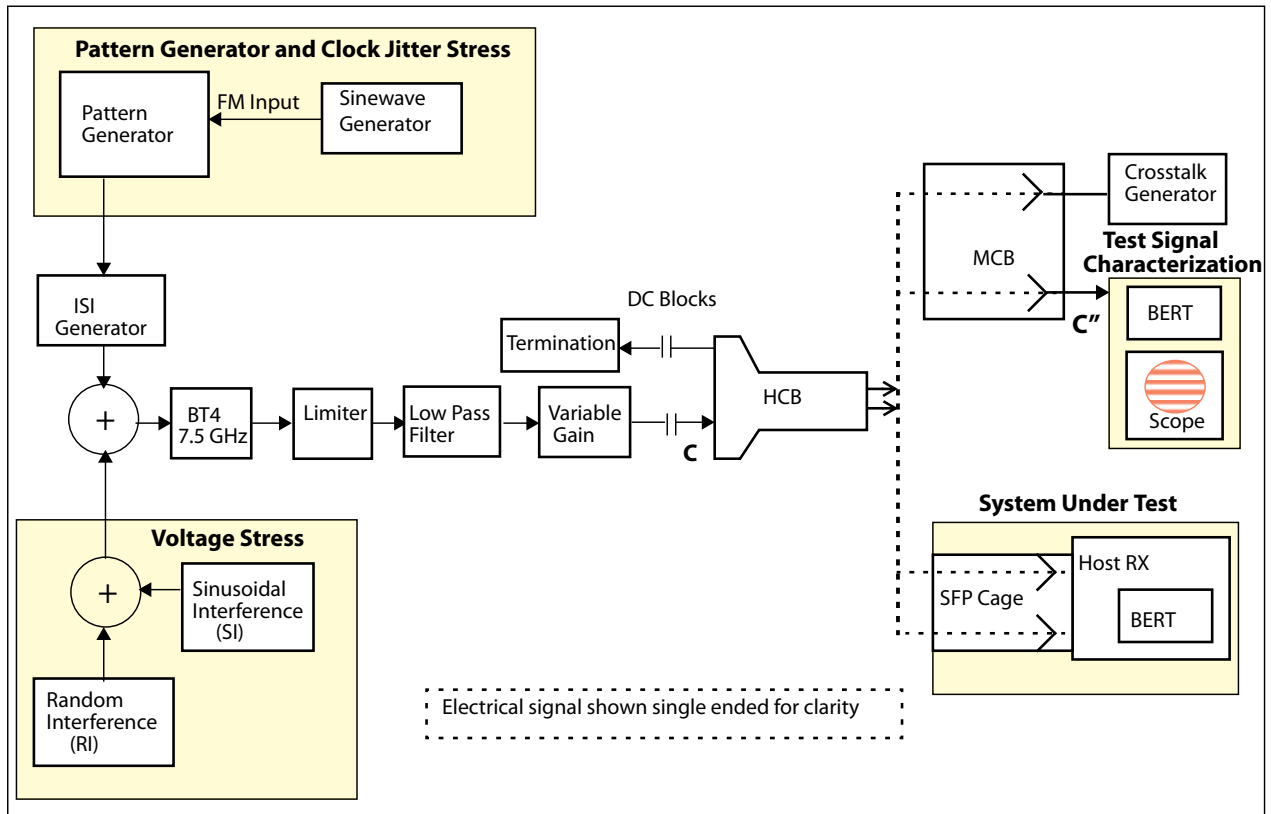 Pattern Generator and Clock Jitter Stress
Pattern
Generator
FM Input
Sinewave
Generator
ISI
Generator
+
BT4
7.5 GHz
Limiter
Low Pass
Filter
Variable
Gain
DC Blocks
Termination
C
HCB
MCB
Crosstalk
Generator
Test Signal
Characterization
C″
BERT
Scope
Voltage Stress
+
Sinusoidal
Interference
(SI)
Random
Interference
(RI)
System Under Test
SFP Cage
Host RX
BERT
Electrical signal shown single ended for clarity